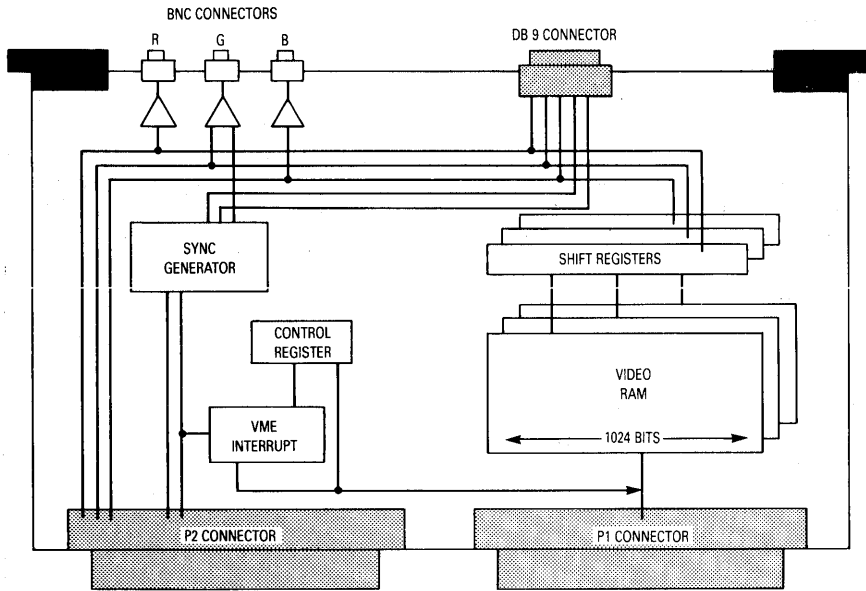 BNC CONNECTORS
R G B
DB 9 CONNECTOR
SYNC
GENERATOR
SHIFT REGISTERS
CONTROL
REGISTER
VIDEO
RAM
VME
INTERRUPT
1024 BITS
P2 CONNECTOR
P1 CONNECTOR